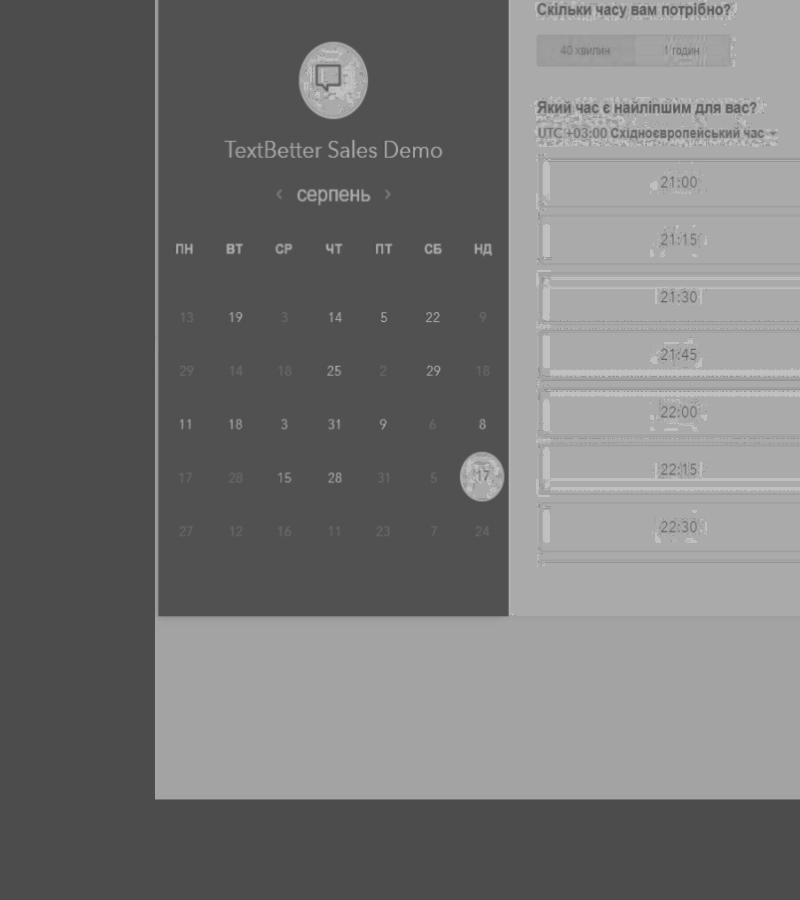 TextBetter Sales Demo
‹ серпень ›
ПН ВТ СР ЧТ ПТ СБ НД
13 19 3 14 5 22 9
29 14 18 25 2 29 18
11 18 3 31 9 6 8
17 28 15 28 31 5 17
27 12 16 11 23 7 24
Скільки часу вам потрібно?
40 хвилин 1 годин
Який час є найліпшим для вас?
UTC +03:00 Східноєвропейський час
21:00
21:15
21:30
21:45
22:00
22:15
22:30